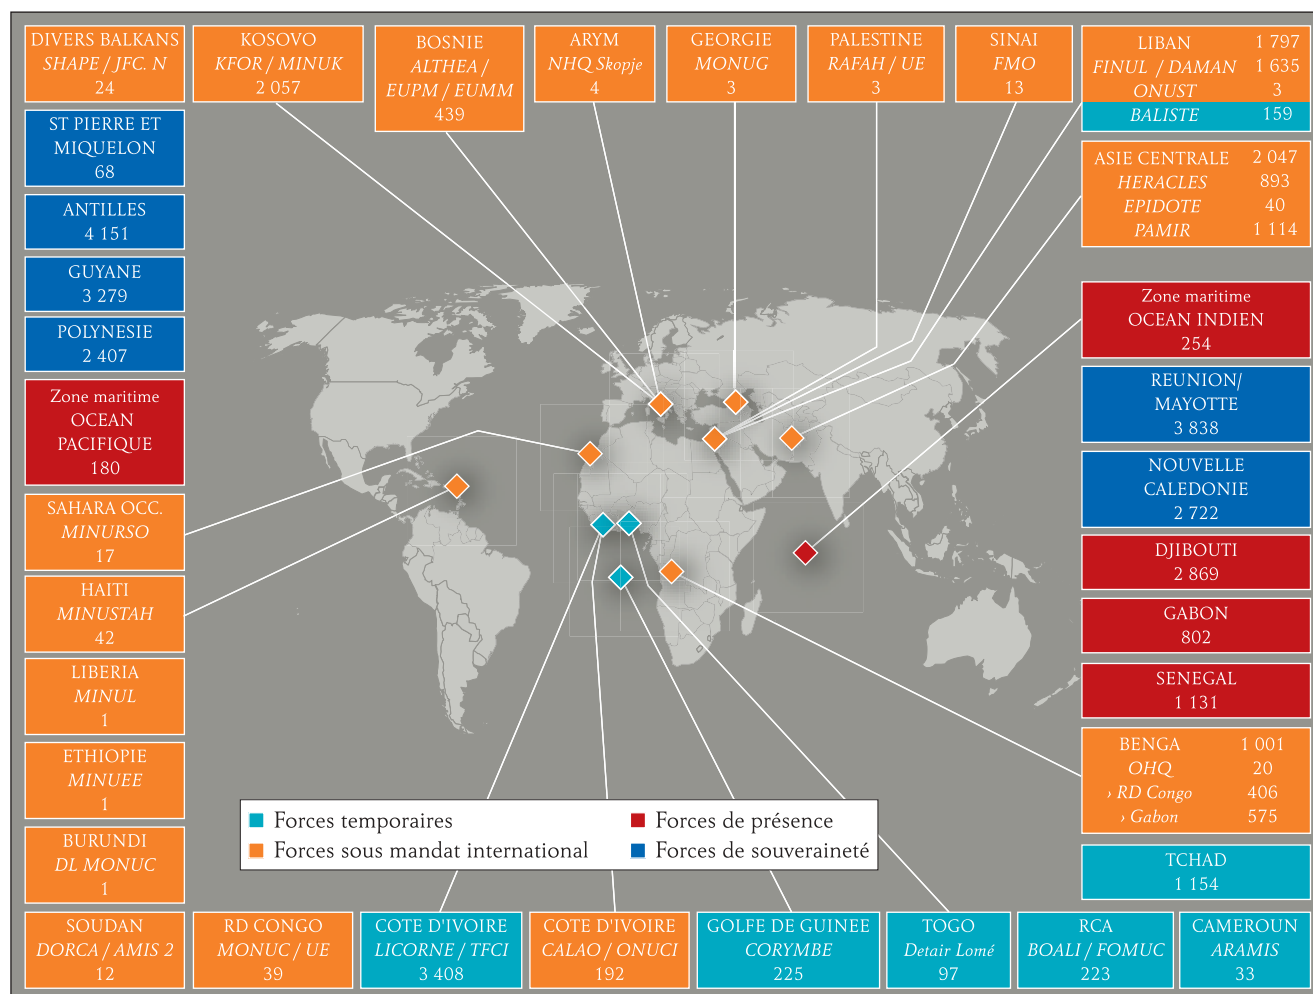 DIVERS BALKANS
SHAPE / JFC. N
24
KOSOVO
KFOR / MINUK
2 057
BOSNIE
ALTHEA /
EUPM / EUMM
439
ARYM
NHQ Skopje
4
GEORGIE
MONUG
3
PALESTINE
RAFAH / UE
3
SINAI
FMO
13
LIBAN 1 797
FINUL / DAMAN 1 635
ONUST 3
BALISTE 159
ST PIERRE ET
MIQUELON
68
ANTILLES
4 151
GUYANE
3 279
POLYNESIE
2 407
Zone maritime
OCEAN
PACIFIQUE
180
SAHARA OCC.
MINURSO
17
HAITI
MINUSTAH
42
LIBERIA
MINUL
1
ETHIOPIE
MINUEE
1
BURUNDI
DL MONUC
1
ASIE CENTRALE 2 047
HERACLES 893
EPIDOTE 40
PAMIR 1 114
Zone maritime
OCEAN INDIEN
254
REUNION/
MAYOTTE
3 838
NOUVELLE
CALEDONIE
2 722
DJIBOUTI
2 869
GABON
802
SENEGAL
1 131
BENGA 1 001
OHQ 20
› RD Congo 406
› Gabon 575
TCHAD
1 154
Forces temporaires
Forces de présence
Forces sous mandat international
Forces de souveraineté
SOUDAN
DORCA / AMIS 2
12
RD CONGO
MONUC / UE
39
COTE D'IVOIRE
LICORNE / TFCI
3 408
COTE D'IVOIRE
CALAO / ONUCI
192
GOLFE DE GUINEE
CORYMBE
225
TOGO
Detair Lomé
97
RCA
BOALI / FOMUC
223
CAMEROUN
ARAMIS
33